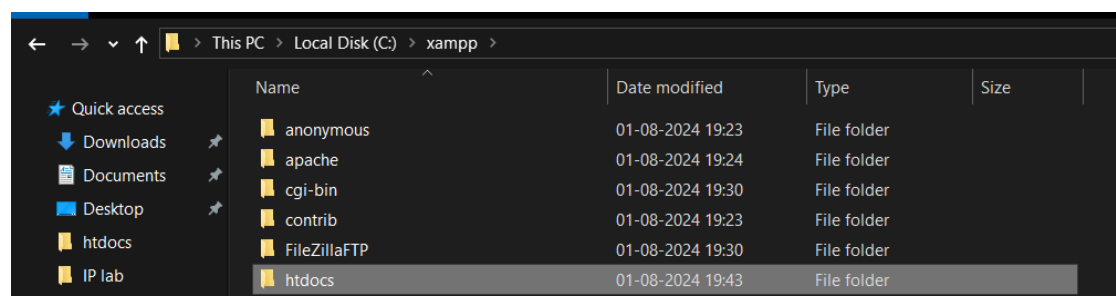 This PC > Local Disk (C:) > xampp >
Name Date modified Type Size
Quick access
Downloads
Documents
Desktop
htdocs
IP lab
anonymous 01-08-2024 19:23 File folder
apache 01-08-2024 19:24 File folder
cgi-bin 01-08-2024 19:30 File folder
contrib 01-08-2024 19:23 File folder
FileZillaFTP 01-08-2024 19:30 File folder
htdocs 01-08-2024 19:43 File folder